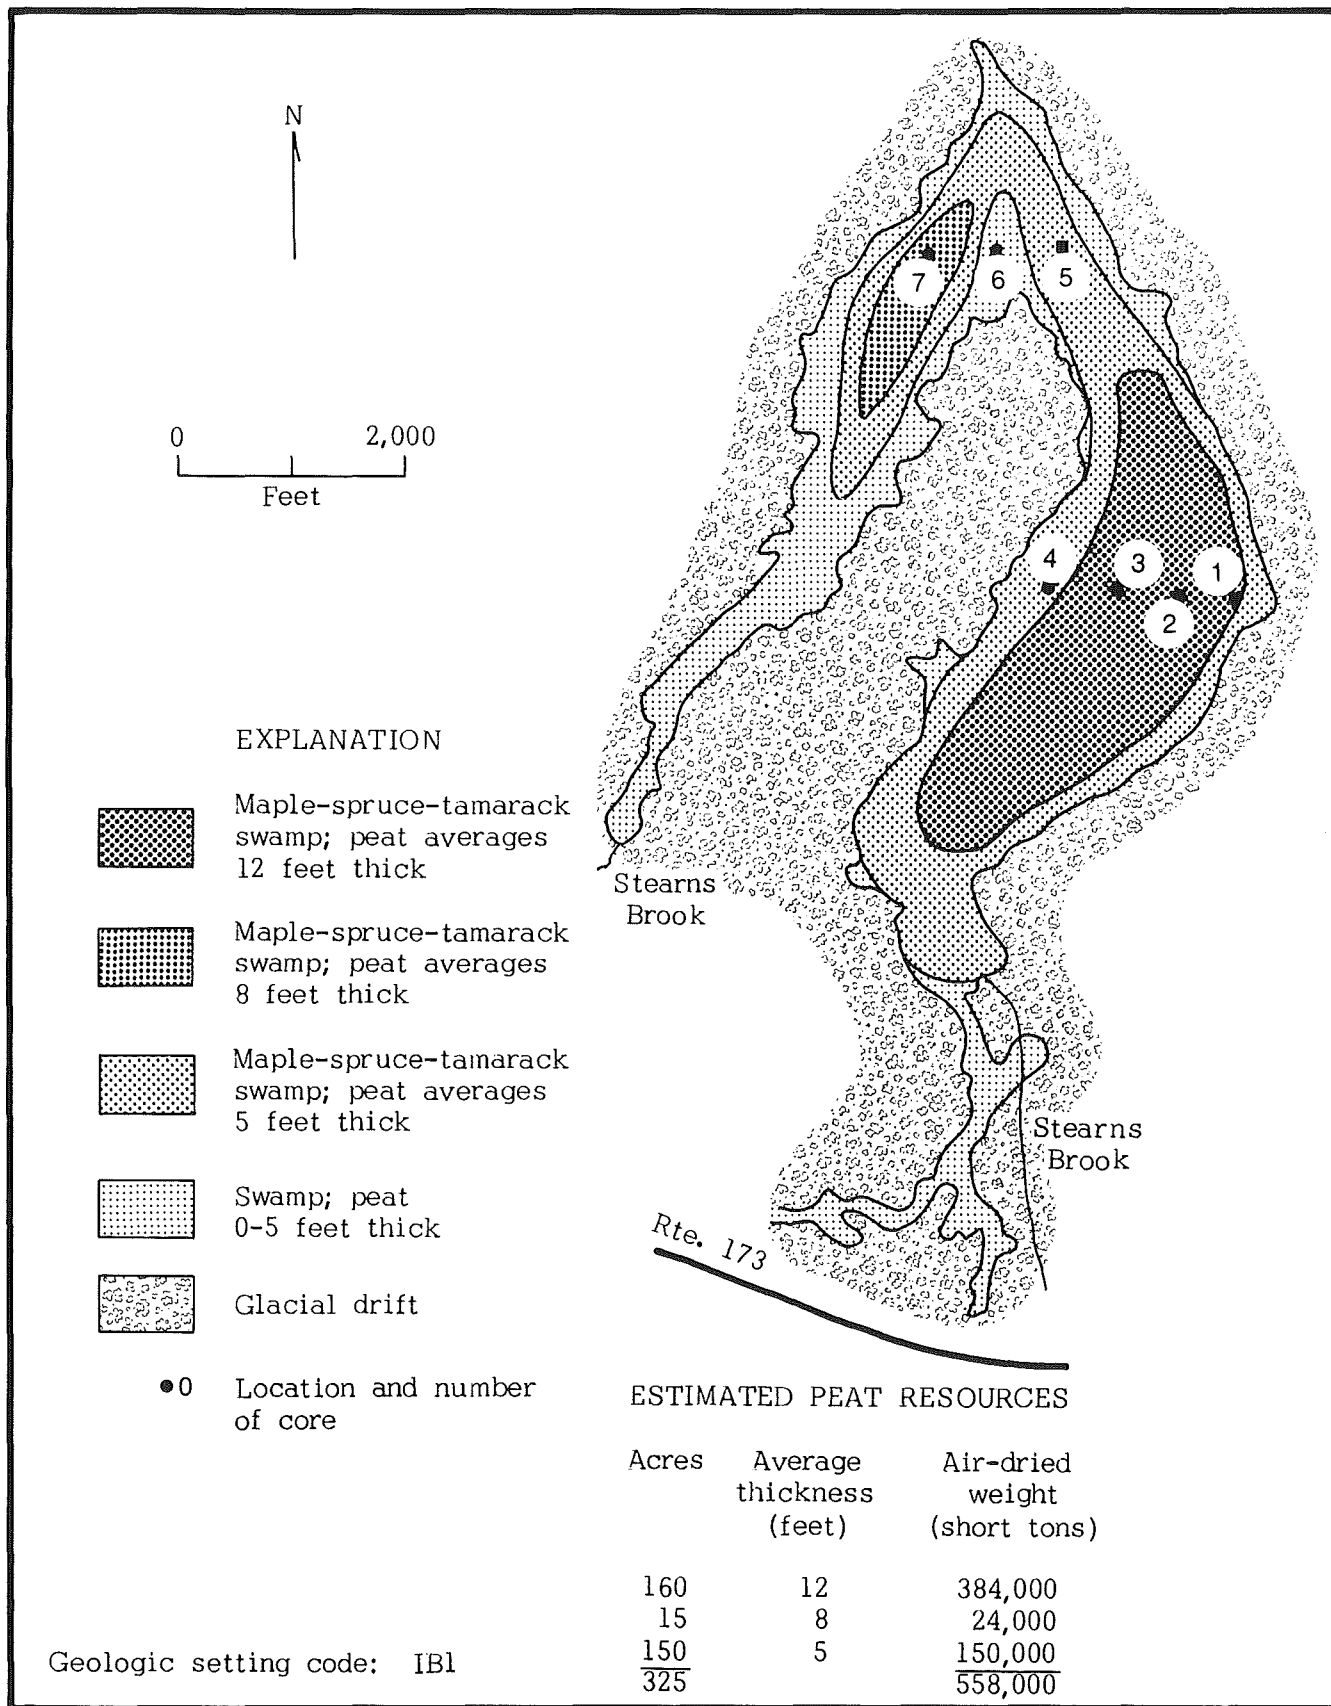 N
0 2,000
Feet
7
6
5
4
3
1
2
Stearns
Brook
Stearns
Brook
Rte. 173
EXPLANATION
Maple-spruce-tamarack
swamp; peat averages
12 feet thick
Maple-spruce-tamarack
swamp; peat averages
8 feet thick
Maple-spruce-tamarack
swamp; peat averages
5 feet thick
Swamp; peat
0-5 feet thick
Glacial drift
•0 Location and number
of core
ESTIMATED PEAT RESOURCES
Acres Average Air-dried
thickness weight
(feet) (short tons)
160 12 384,000
15 8 24,000
150 5 150,000
325 558,000
Geologic setting code: IB1